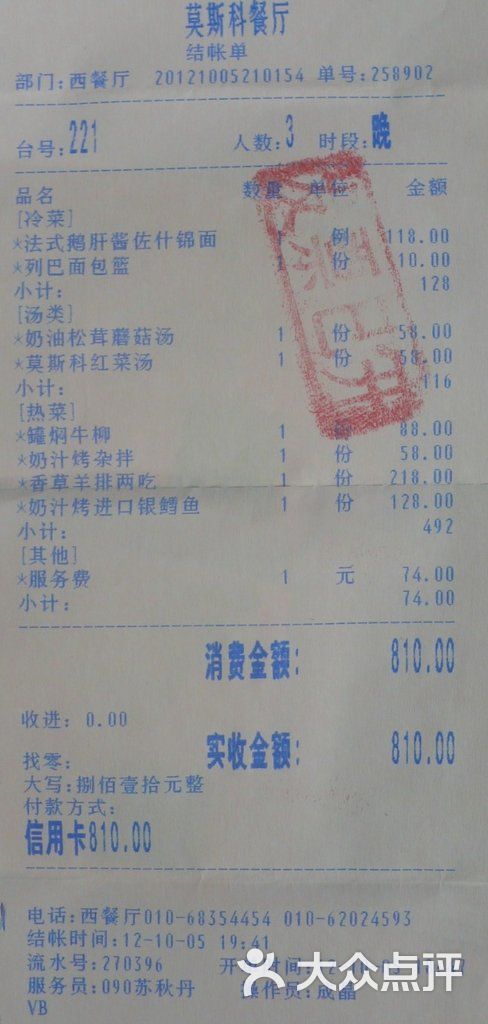 莫斯科餐厅
结帐单
部门:西餐厅 20121005210154 单号:258902
台号:221 人数:3 时段:晚
品名 数量 单位 金额
[冷菜]
*法式鹅肝酱佐什锦面 1 例 118.00
*列巴面包篮 1 份 10.00
小计: 128
[汤类]
*奶油松茸蘑菇汤 1 份 58.00
*莫斯科红菜汤 1 份 58.00
小计: 116
[热菜]
*罐焖牛柳 1 份 88.00
*奶汁烤杂拌 1 份 58.00
*香草羊排两吃 1 份 218.00
*奶汁烤进口银鳕鱼 1 份 128.00
小计: 492
[其他]
*服务费 1 元 74.00
小计: 74.00
消费金额: 810.00
收进: 0.00
实收金额: 810.00
找零:
大写:捌佰壹拾元整
付款方式:
信用卡810.00
电话:西餐厅010-68354454 010-62024593
结帐时间:12-10-05 19:41
流水号:270396 开 时间:
服务员:090苏秋丹 操作员:成晶
VB
大众点评